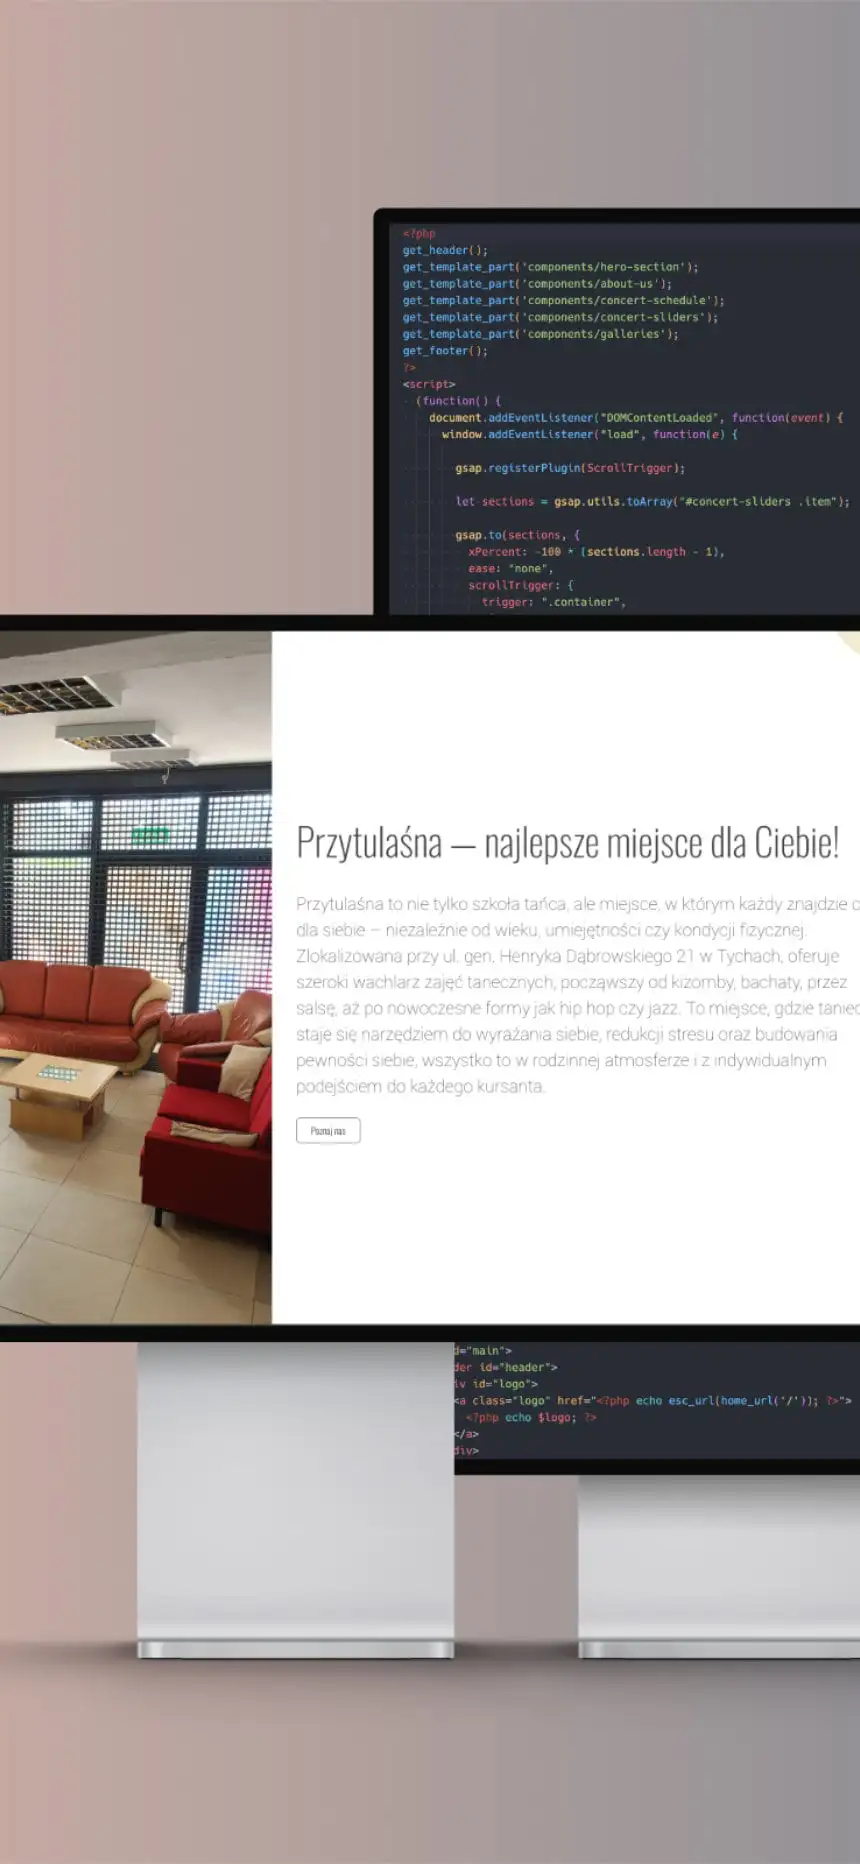 <?php
get_header();
get_template_part('components/hero-section');
get_template_part('components/about-us');
get_template_part('components/concert-schedule');
get_template_part('components/concert-sliders');
get_template_part('components/galleries');
get_footer();
?>
<script>
(function() {
document.addEventListener("DOMContentLoaded", function(event) {
window.addEventListener("load", function(e) {
gsap.registerPlugin(ScrollTrigger);
let sections = gsap.utils.toArray("#concert-sliders .item");
gsap.to(sections, {
xPercent: -100 * (sections.length - 1),
ease: "none",
scrollTrigger: {
trigger: ".container",
Przytulaśna — najlepsze miejsce dla Ciebie!
Przytulaśna to nie tylko szkoła tańca, ale miejsce, w którym każdy znajdzie c
dla siebie – niezależnie od wieku, umiejętności czy kondycji fizycznej.
Zlokalizowana przy ul. gen. Henryka Dąbrowskiego 21 w Tychach, oferuje
szeroki wachlarz zajęć tanecznych, począwszy od kizomby, bachaty, przez
salsę, aż po nowoczesne formy jak hip hop czy jazz. To miejsce, gdzie taniec
staje się narzędziem do wyrażania siebie, redukcji stresu oraz budowania
pewności siebie, wszystko to w rodzinnej atmosferze i z indywidualnym
podejściem do każdego kursanta.
Poznaj nas
d="main">
der id="header">
iv id="logo">
<a class="logo" href="<?php echo esc_url(home_url('/')); ?>">
<?php echo $logo; ?>
</a>
div>